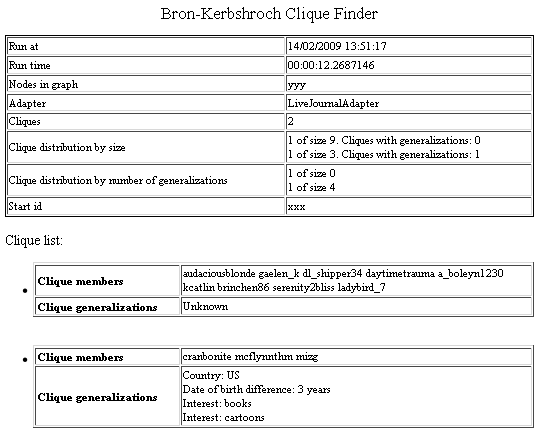 Bron-Kerbshroch Clique Finder
Run at 14/02/2009 13:51:17
Run time 00:00:12.2687146
Nodes in graph yyy
Adapter LiveJournalAdapter
Cliques 2
Clique distribution by size 1 of size 9. Cliques with generalizations: 0
1 of size 3. Cliques with generalizations: 1
Clique distribution by number of generalizations 1 of size 0
1 of size 4
Start id xxx
Clique list:
Clique members audaciousblonde gaelen_k dl_shipper34 daytimetrauma a_boleyn1230
kcatlin brinchen86 serenity2bliss ladybird_7
Clique generalizations Unknown
Clique members cranbonite mcflynnthm mizg
Clique generalizations Country: US
Date of birth difference: 3 years
Interest: books
Interest: cartoons